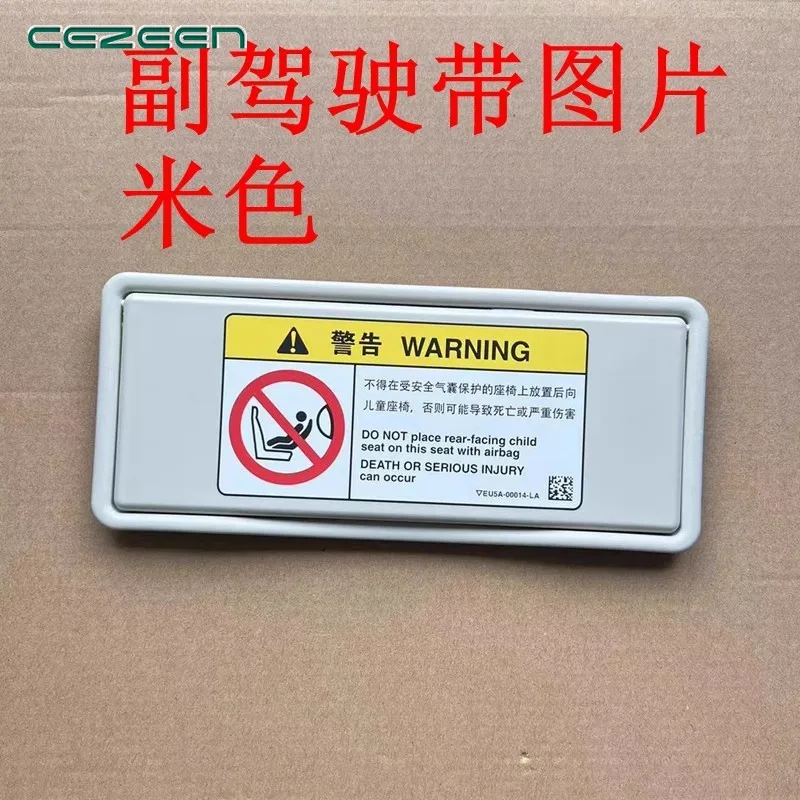 CEZEEN
副驾驶带图片
米色
警告 WARNING
不得在受安全气囊保护的座椅上放置后向
儿童座椅，否则可能导致死亡或严重伤害
DO NOT place rear-facing child
seat on this seat with airbag
DEATH OR SERIOUS INJURY
can occur
▽EU5A-00014-LA